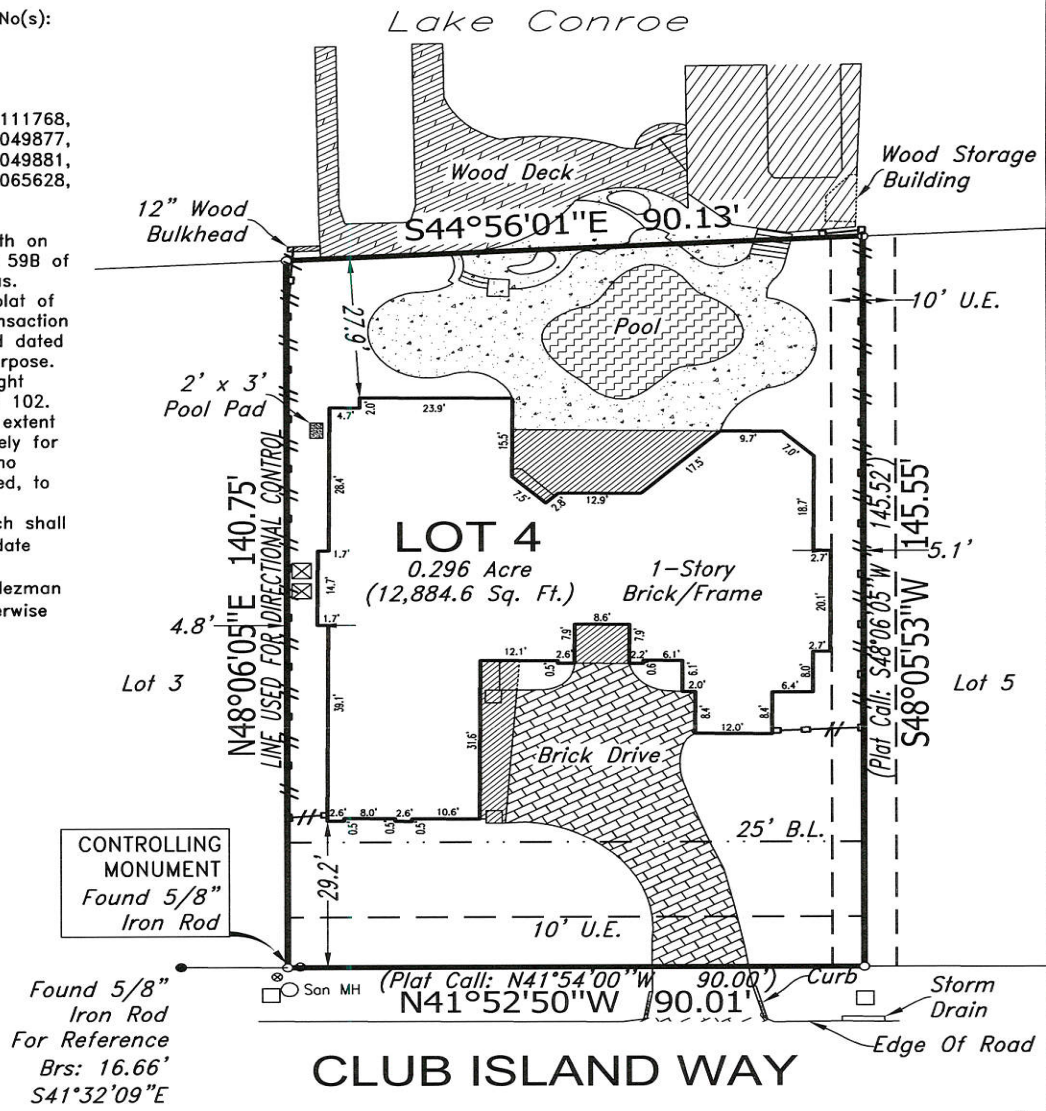 No(s):
Lake Conroe
111768,
049877,
049881,
065628,
Wood Deck
Wood Storage
Building
12" Wood
Bulkhead
S44°56'01"E 90.13'
th on
59B of
as.
plat of
nsaction
d dated
rpose.
ght
102.
extent
ely for
no
ed, to
ch shall
date
lezman
erwise
10' U.E.
27.9'
Pool
2' x 3'
Pool Pad
4.7'
2.0'
23.9'
15.5'
9.7'
7.0'
17.5'
7.5'
2.8'
12.9'
28.4'
18.7'
N48°06'05"E 140.75'
LINE USED FOR DIRECTIONAL CONTROL
(Plat Call: S48°06'05"W 145.52')
S48°05'53"W 145.55'
LOT 4
0.296 Acre
(12,884.6 Sq. Ft.)
1-Story
Brick/Frame
1.7'
14.7'
1.7'
2.7'
5.1'
20.1'
2.7'
4.8'
8.6'
7.9'
7.9'
12.1'
2.6'
0.5'
2.2'
0.6'
6.1'
6.1'
2.0'
8.4'
12.0'
8.4'
6.4'
8.0'
Lot 3
Lot 5
39.1'
31.6'
Brick Drive
2.6'
0.5'
8.0'
0.5'
2.6'
0.5'
10.6'
25' B.L.
29.2'
CONTROLLING
MONUMENT
Found 5/8"
Iron Rod
10' U.E.
(Plat Call: N41°54'00"W 90.00')
Curb
San MH
N41°52'50"W 90.01'
Storm
Drain
Edge Of Road
Found 5/8"
Iron Rod
For Reference
Brs: 16.66'
S41°32'09"E
CLUB ISLAND WAY